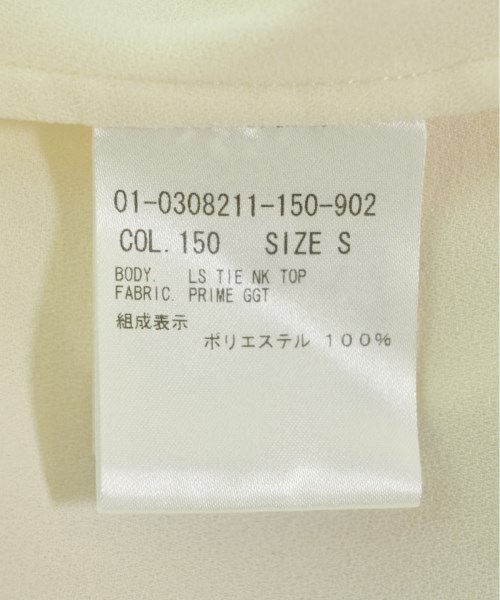 01-0308211-150-902
COL.150 SIZE S
BODY. LS TIE NK TOP
FABRIC. PRIME GGT
組成表示
ポリエステル 100%